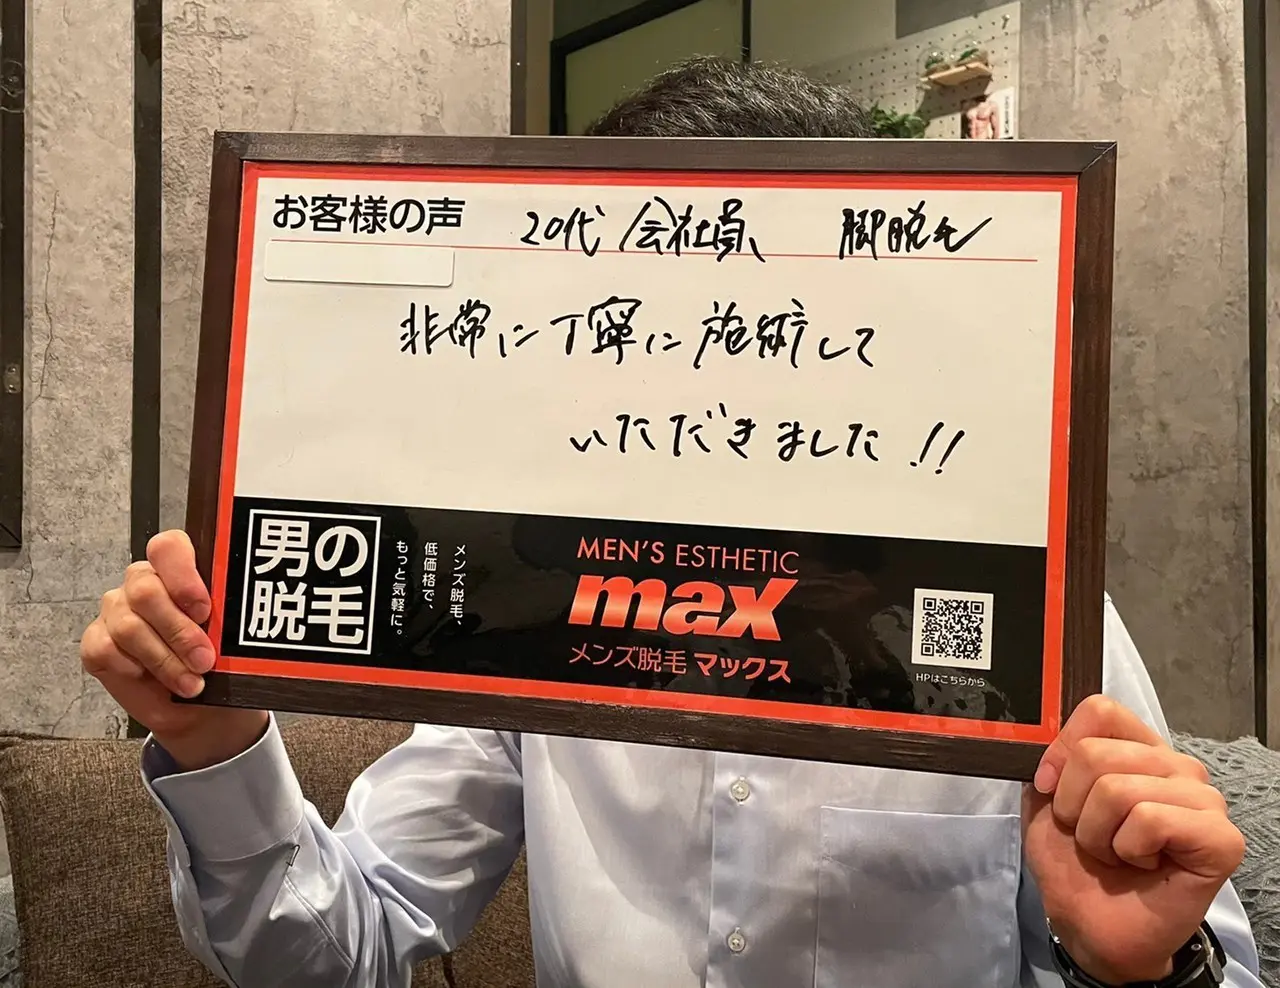 お客様の声
20代 会社員、 脚脱毛
非常に丁寧に施術して
いただきました!!
男の
脱毛
メンズ脱毛、
低価格で、
もっと気軽に。
MEN'S ESTHETIC
max
メンズ脱毛 マックス
HPはこちらから